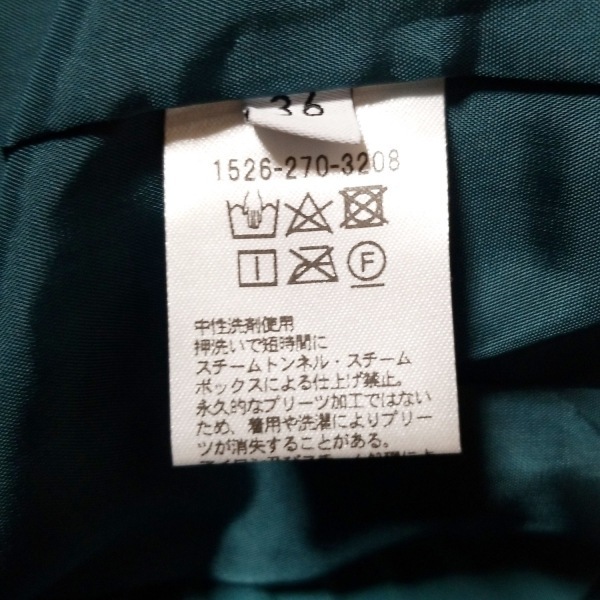 36
1526-270-3208
F
中性洗剤使用
押洗いで短時間に
スチームトンネル・スチーム
ボックスによる仕上げ禁止。
永久的なプリーツ加工ではない
ため、着用や洗濯によりプリー
ツが消失することがある。